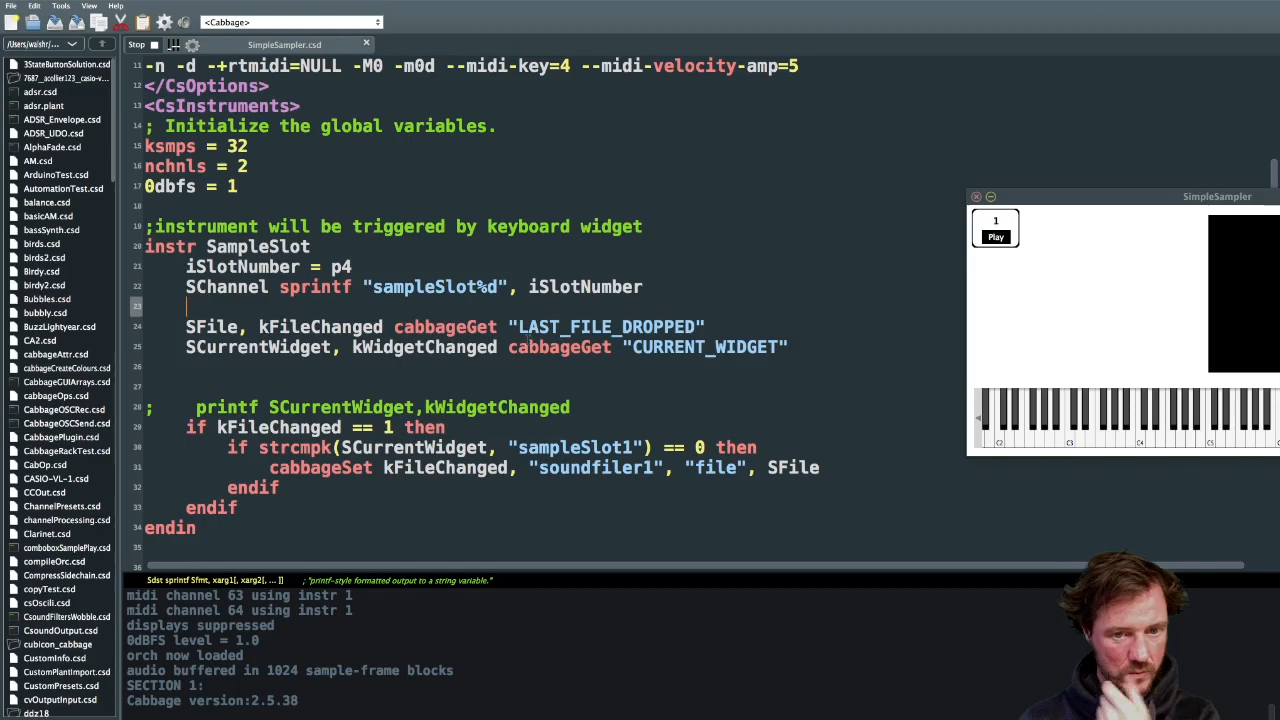 File Edit Tools View Help
<Cabbage>
/Users/walshr/...
Stop
SimpleSampler.csd
3StateButtonSolution.csd
7687__acollier123_casio-v...
adsr.csd
adsr.plant
ADSR_Envelope.csd
ADSR_UDO.csd
AlphaFade.csd
AM.csd
ArduinoTest.csd
AutomationTest.csd
balance.csd
basicAM.csd
bassSynth.csd
birds.csd
birds2.csd
Birdy.csd
birdy2.csd
Bubbles.csd
bubbly.csd
BuzzLightyear.csd
CA2.csd
cabbageAttr.csd
cabbageCreateColours.csd
CabbageGUIArrays.csd
cabbageOps.csd
CabbageOSCRec.csd
CabbageOSCSend.csd
CabbagePlugin.csd
CabbageRackTest.csd
CabOp.csd
CASIO-VL-1.csd
CCOut.csd
ChannelPresets.csd
channelProcessing.csd
Clarinet.csd
comboboxSamplePlay.csd
compileOrc.csd
CompressSidechain.csd
copyTest.csd
csOscili.csd
CsoundFiltersWobble.csd
CsoundOutput.csd
cubicon_cabbage
CustomInfo.csd
CustomPlantImport.csd
CustomPresets.csd
cvOutputInput.csd
ddz18
11 -n -d -+rtmidi=NULL -M0 -m0d --midi-key=4 --midi-velocity-amp=5
12 </CsOptions>
13 <CsInstruments>
14 ; Initialize the global variables.
15 ksmps = 32
16 nchnls = 2
17 0dbfs = 1
18
19 ;instrument will be triggered by keyboard widget
20 instr SampleSlot
21 iSlotNumber = p4
22 SChannel sprintf "sampleSlot%d", iSlotNumber
23
24 SFile, kFileChanged cabbageGet "LAST_FILE_DROPPED"
25 SCurrentWidget, kWidgetChanged cabbageGet "CURRENT_WIDGET"
26
27
28 ; printf SCurrentWidget,kWidgetChanged
29 if kFileChanged == 1 then
30 if strcmpk(SCurrentWidget, "sampleSlot1") == 0 then
31 cabbageSet kFileChanged, "soundfiler1", "file", SFile
32 endif
33 endif
34 endin
35
36
Sdst sprintf Sfmt, xarg1[, xarg2[, ... ]] ; "printf-style formatted output to a string variable."
midi channel 63 using instr 1
midi channel 64 using instr 1
displays suppressed
0dBFS level = 1.0
orch now loaded
audio buffered in 1024 sample-frame blocks
SECTION 1:
Cabbage version:2.5.38
SimpleSampler
1
Play
C2 C3 C4 C5